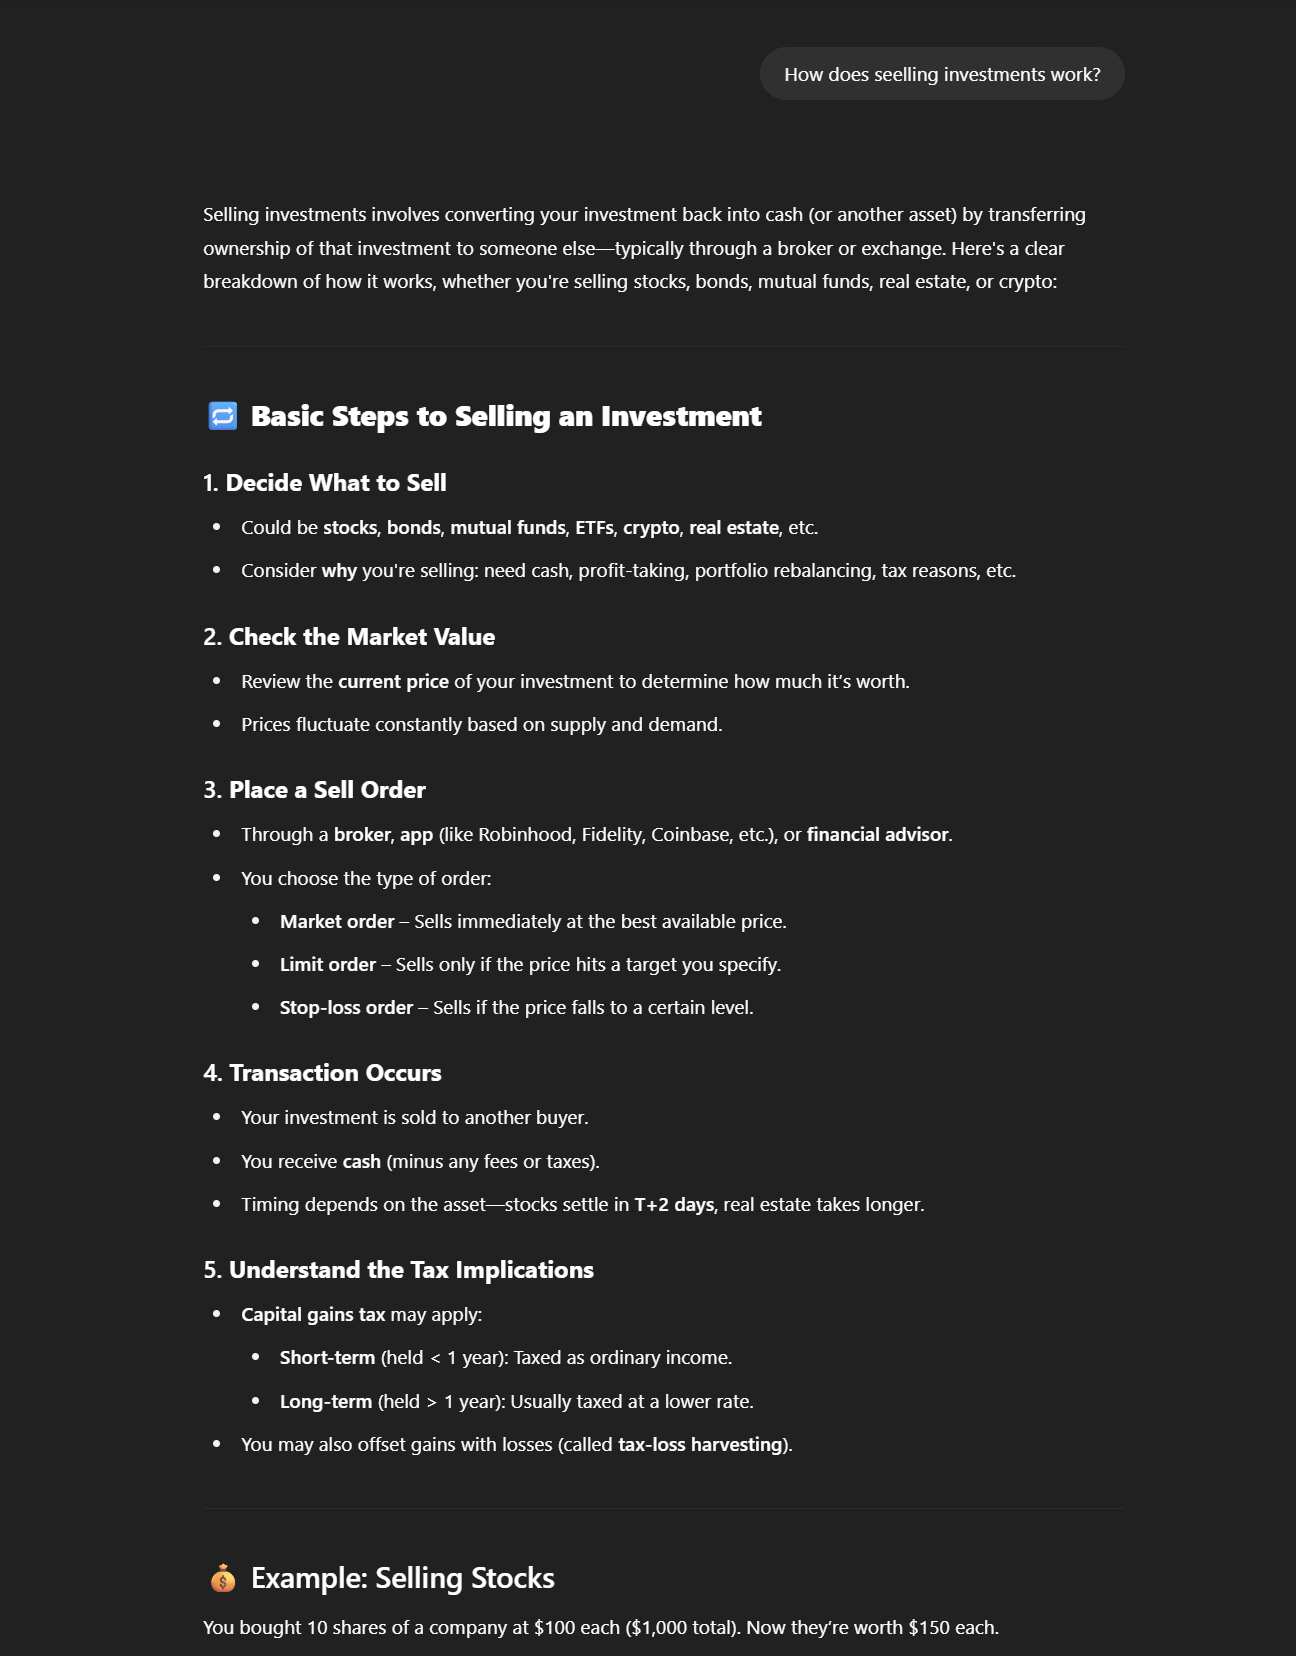 How does seelling investments work?
Selling investments involves converting your investment back into cash (or another asset) by transferring
ownership of that investment to someone else—typically through a broker or exchange. Here's a clear
breakdown of how it works, whether you're selling stocks, bonds, mutual funds, real estate, or crypto:
🔁 Basic Steps to Selling an Investment
1. Decide What to Sell
• Could be stocks, bonds, mutual funds, ETFs, crypto, real estate, etc.
• Consider why you're selling: need cash, profit-taking, portfolio rebalancing, tax reasons, etc.
2. Check the Market Value
• Review the current price of your investment to determine how much it’s worth.
• Prices fluctuate constantly based on supply and demand.
3. Place a Sell Order
• Through a broker, app (like Robinhood, Fidelity, Coinbase, etc.), or financial advisor.
• You choose the type of order:
• Market order – Sells immediately at the best available price.
• Limit order – Sells only if the price hits a target you specify.
• Stop-loss order – Sells if the price falls to a certain level.
4. Transaction Occurs
• Your investment is sold to another buyer.
• You receive cash (minus any fees or taxes).
• Timing depends on the asset—stocks settle in T+2 days, real estate takes longer.
5. Understand the Tax Implications
• Capital gains tax may apply:
• Short-term (held < 1 year): Taxed as ordinary income.
• Long-term (held > 1 year): Usually taxed at a lower rate.
• You may also offset gains with losses (called tax-loss harvesting).
💰 Example: Selling Stocks
You bought 10 shares of a company at $100 each ($1,000 total). Now they’re worth $150 each.